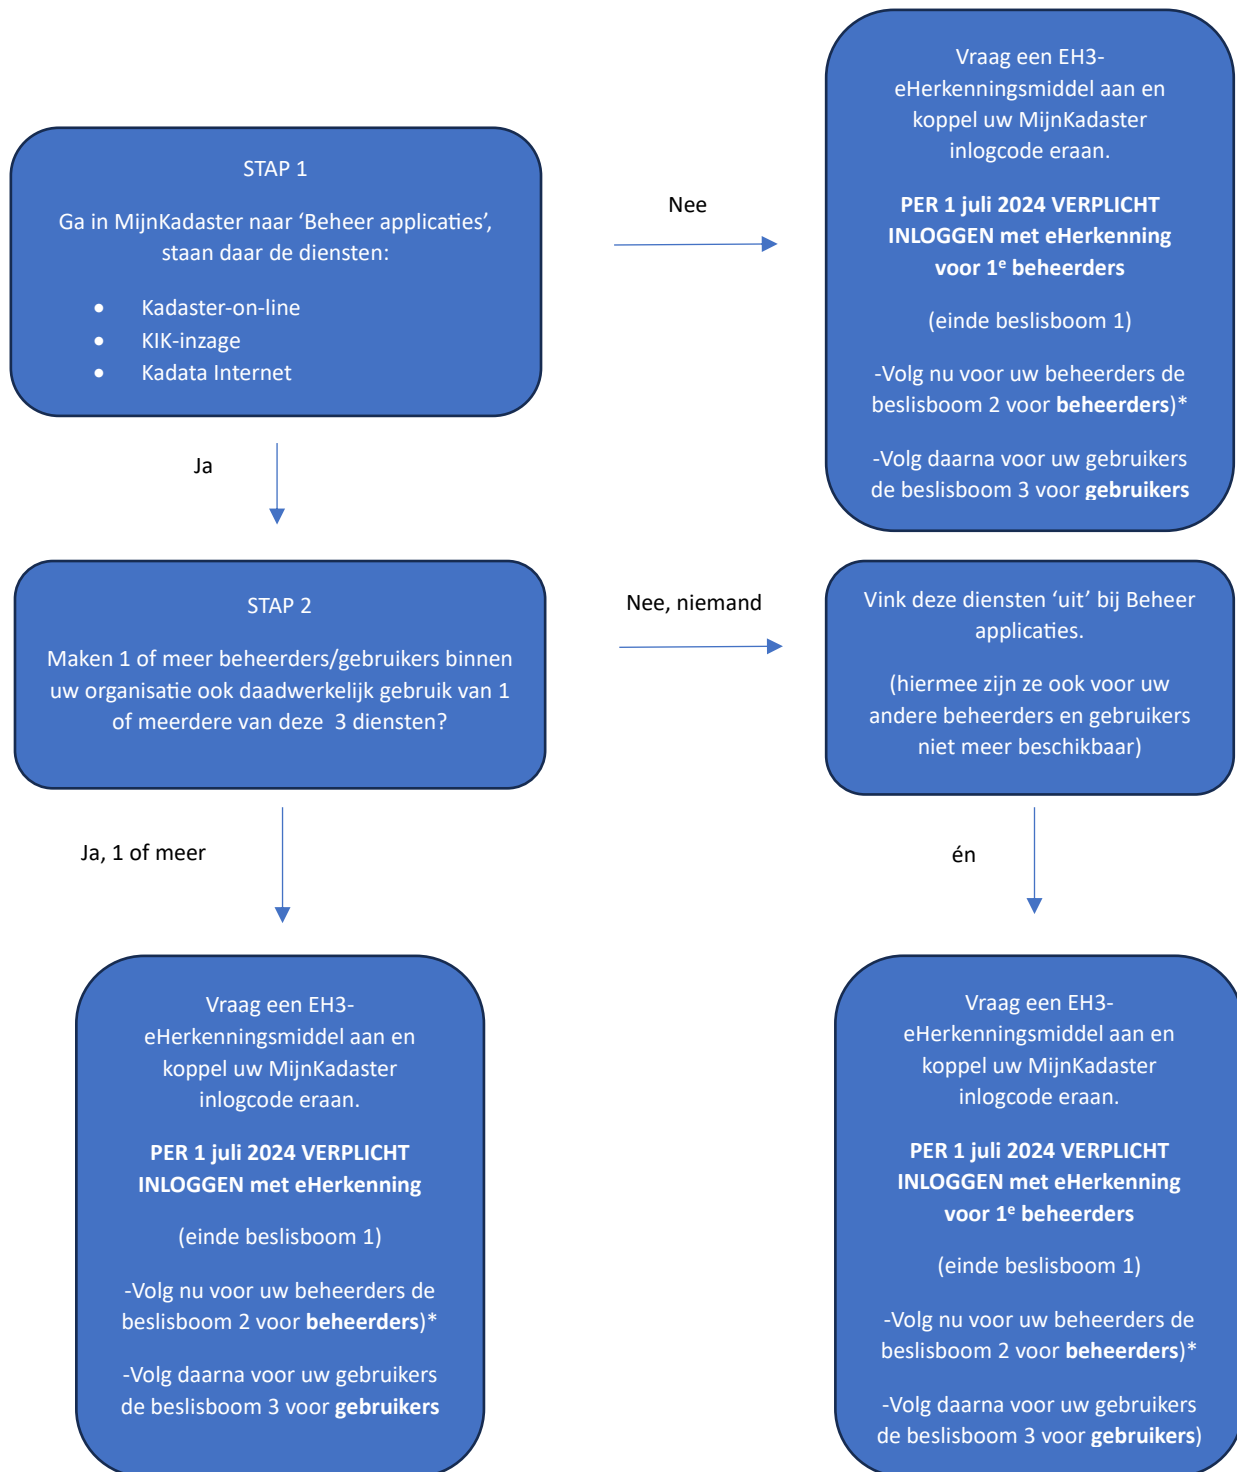 STAP 1
Ga in MijnKadaster naar ‘Beheer applicaties’,
staan daar de diensten:
• Kadaster-on-line
• KIK-inzage
• Kadata Internet
Nee
Vraag een EH3-
eHerkenningsmiddel aan en
koppel uw MijnKadaster
inlogcode eraan.
PER 1 juli 2024 VERPLICHT
INLOGGEN met eHerkenning
voor 1e beheerders
(einde beslisboom 1)
-Volg nu voor uw beheerders de
beslisboom 2 voor beheerders)*
-Volg daarna voor uw gebruikers
de beslisboom 3 voor gebruikers
Ja
STAP 2
Maken 1 of meer beheerders/gebruikers binnen
uw organisatie ook daadwerkelijk gebruik van 1
of meerdere van deze  3 diensten?
Nee, niemand
Vink deze diensten ‘uit’ bij Beheer
applicaties.
(hiermee zijn ze ook voor uw
andere beheerders en gebruikers
niet meer beschikbaar)
Ja, 1 of meer
én
Vraag een EH3-
eHerkenningsmiddel aan en
koppel uw MijnKadaster
inlogcode eraan.
PER 1 juli 2024 VERPLICHT
INLOGGEN met eHerkenning
(einde beslisboom 1)
-Volg nu voor uw beheerders de
beslisboom 2 voor beheerders)*
-Volg daarna voor uw gebruikers
de beslisboom 3 voor gebruikers
Vraag een EH3-
eHerkenningsmiddel aan en
koppel uw MijnKadaster
inlogcode eraan.
PER 1 juli 2024 VERPLICHT
INLOGGEN met eHerkenning
voor 1e beheerders
(einde beslisboom 1)
-Volg nu voor uw beheerders de
beslisboom 2 voor beheerders)*
-Volg daarna voor uw gebruikers
de beslisboom 3 voor gebruikers)